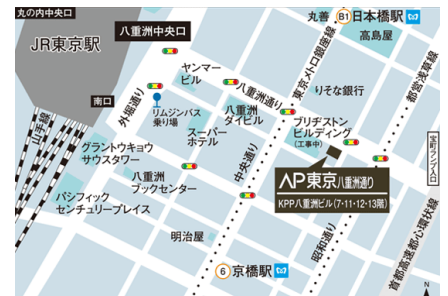 丸の内中央口
JR東京駅
八重洲中央口
丸善
B1
日本橋駅
高島屋
ヤンマー
ビル
八重洲通り
東京メトロ銀座線
都営浅草線
りそな銀行
南口
山手線
外堀通り
リムジンバス
乗り場
八重洲
ダイビル
ブリヂストン
ビルディング
(工事中)
スーパー
ホテル
グラントウキョウ
サウスタワー
中央通り
AP東京八重洲通り
KPP八重洲ビル(7・11・12・13階)
宝町ランプ入口
八重洲
ブックセンター
パシフィック
センチュリープレイス
明治屋
昭和通り
首都高速都心環状線
6
京橋駅
N